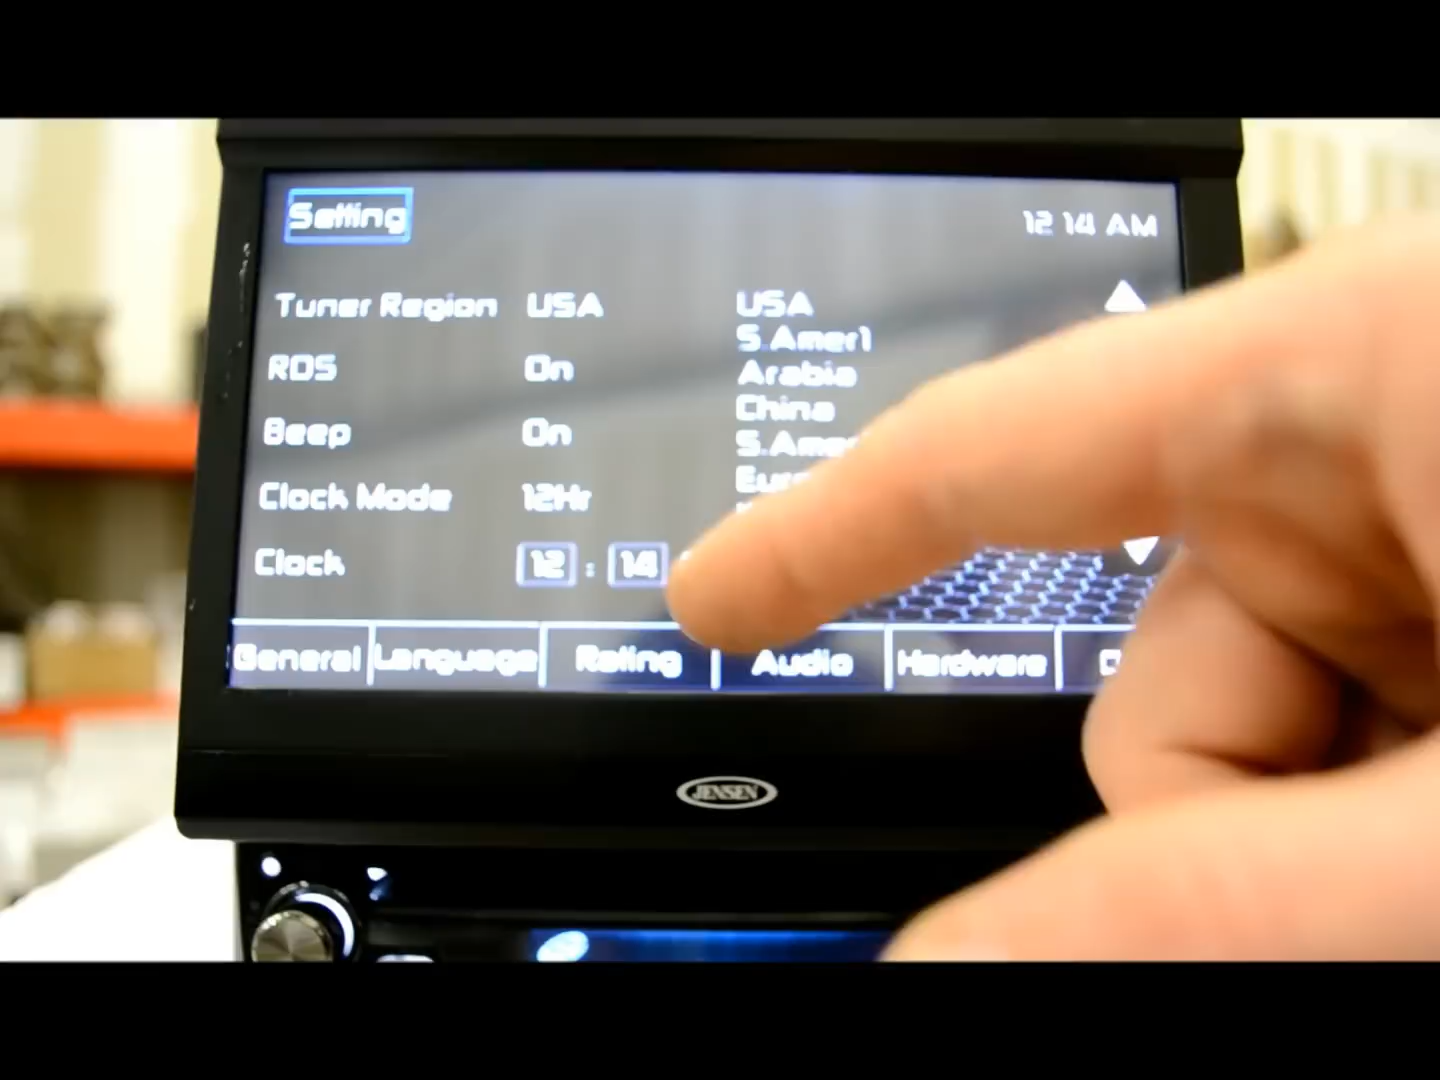 Setting
12 14 AM
Tuner Region USA
RDS On
Beep On
Clock Mode 12Hr
Clock 12 : 14
USA
S.Amer1
Arabia
China
General Language Rating Audio Hardware
JENSEN